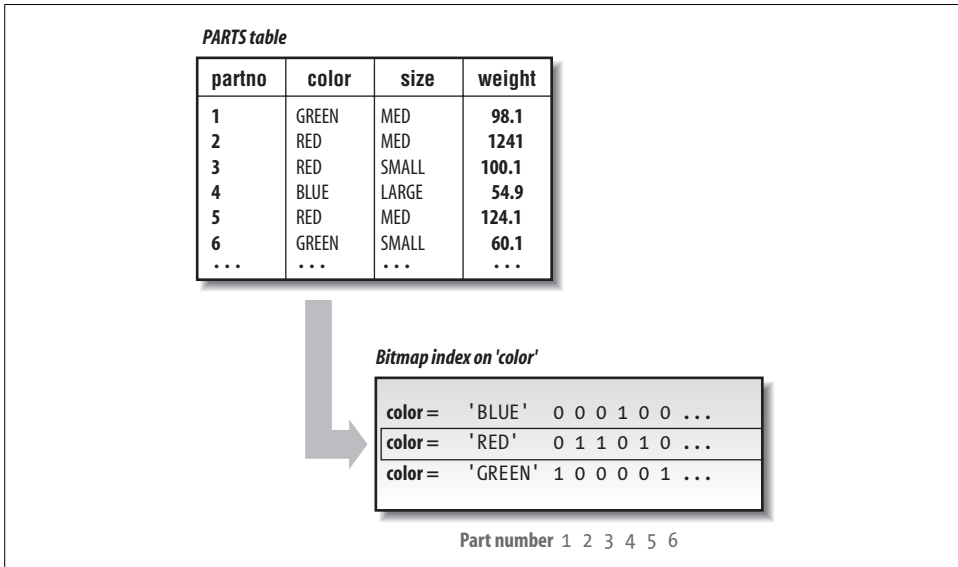 PARTS table
partno color size weight
1 GREEN MED 98.1
2 RED MED 1241
3 RED SMALL 100.1
4 BLUE LARGE 54.9
5 RED MED 124.1
6 GREEN SMALL 60.1
... ... ... ...
Bitmap index on 'color'
color = 'BLUE' 0 0 0 1 0 0 ...
color = 'RED' 0 1 1 0 1 0 ...
color = 'GREEN' 1 0 0 0 0 1 ...
Part number 1 2 3 4 5 6